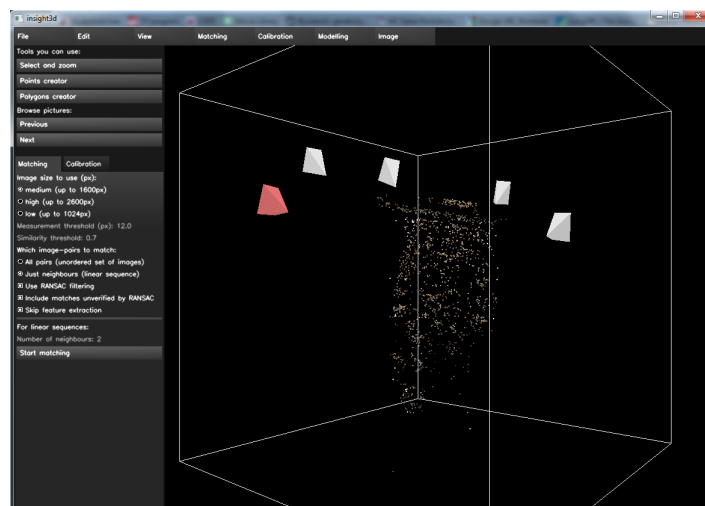 insight3d
File Edit View Matching Calibration Modelling Image
Tools you can use:
Select and zoom
Points creator
Polygons creator
Browse pictures:
Previous
Next
Matching Calibration
Image size to use (px):
medium (up to 1600px)
high (up to 2600px)
low (up to 1024px)
Measurement threshold (px): 12.0
Similarity threshold: 0.7
Which image-pairs to match:
All pairs (unordered set of images)
Just neighbours (linear sequence)
Use RANSAC filtering
Include matches unverified by RANSAC
Skip feature extraction
For linear sequences:
Number of neighbours: 2
Start matching